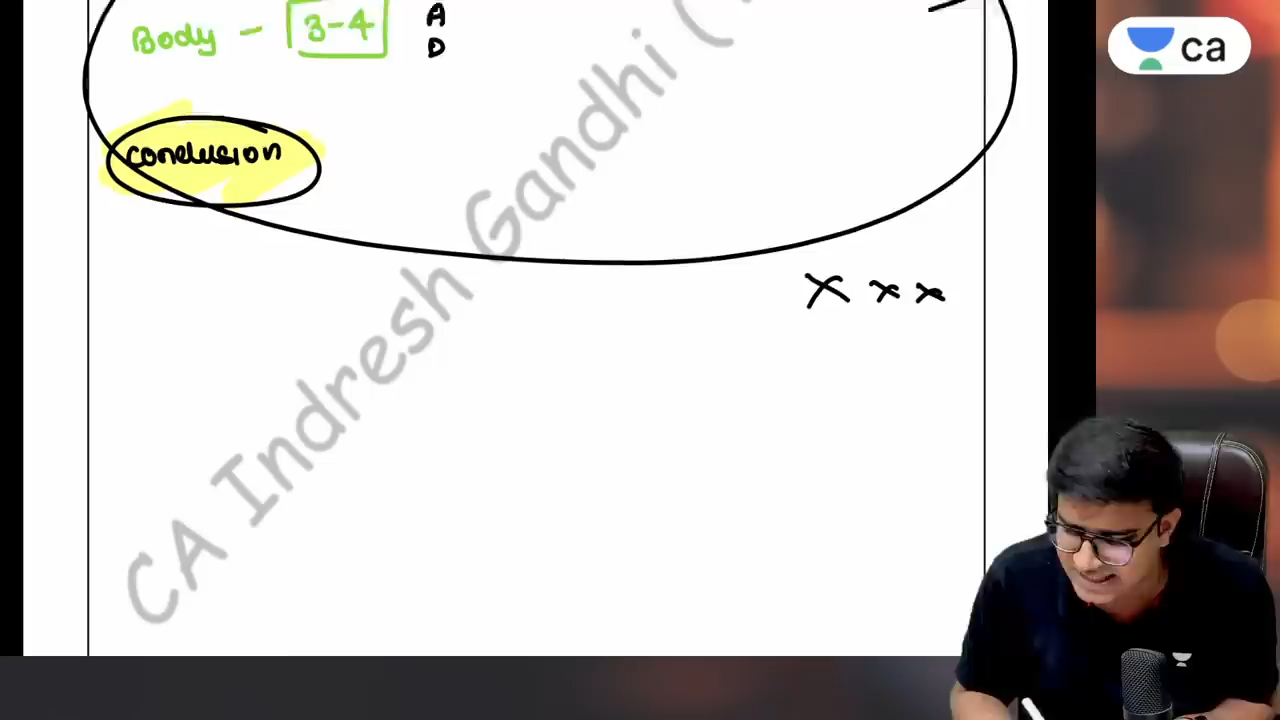 A
Body - 3-4
D
conclusion
x x x
CA Indresh Gandhi (
ca